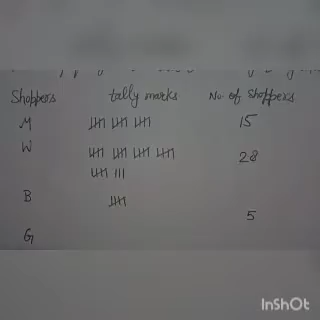 Shoppers tally marks No. of Shoppers
M 𝍸 𝍸 𝍸 15
W 𝍸 𝍸 𝍸 𝍸 28
𝍸 |||
B 𝍸
5
G
InShOt